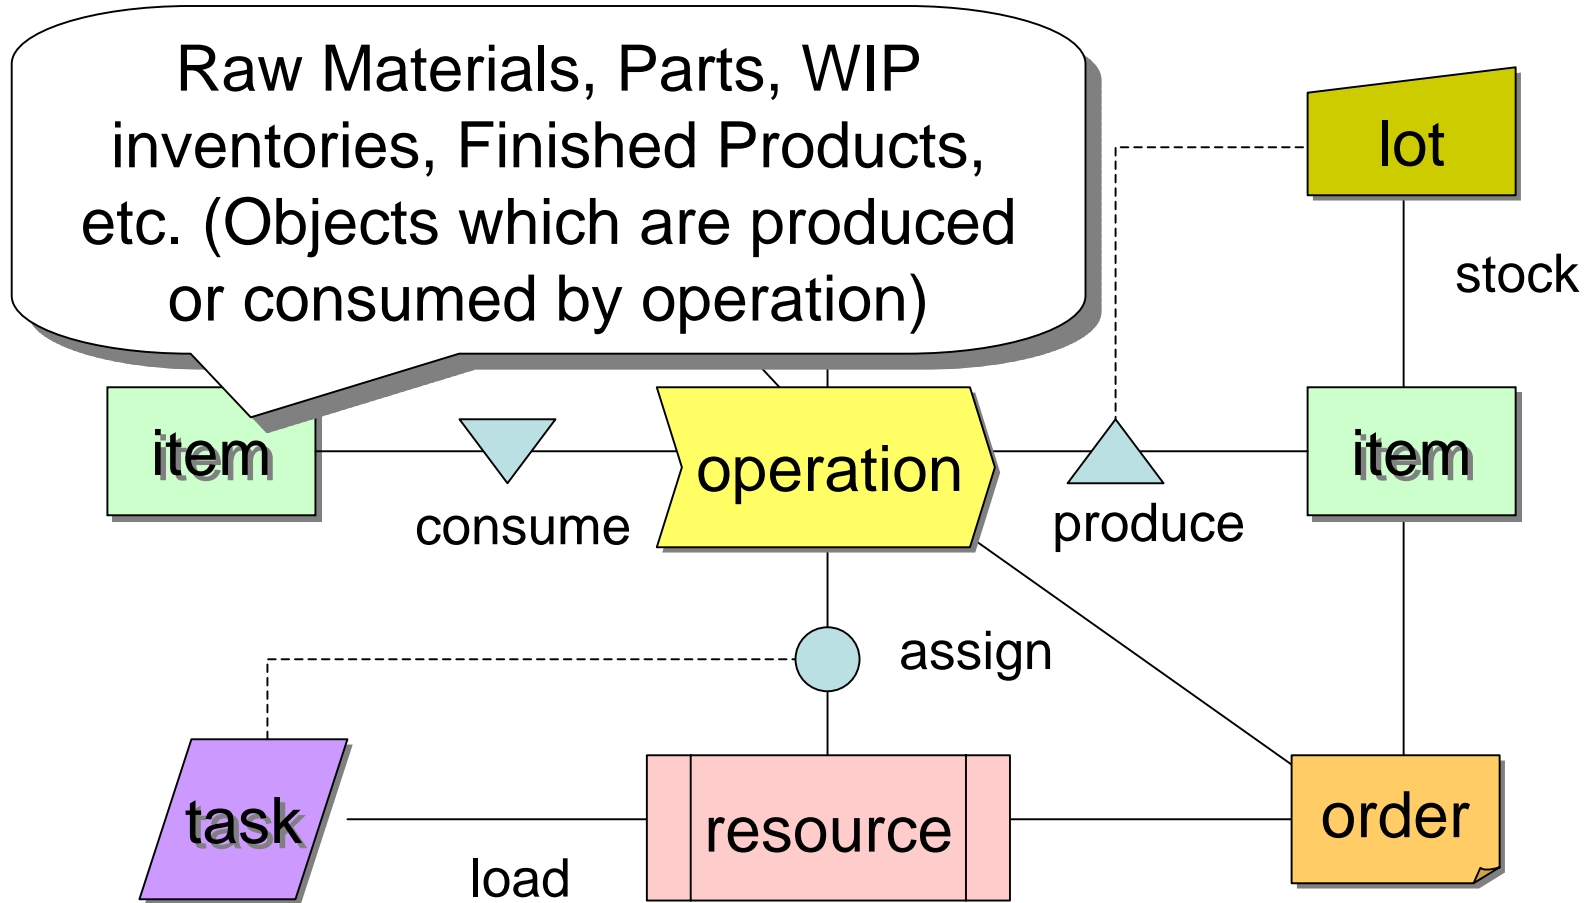 Raw Materials, Parts, WIP
inventories, Finished Products,
etc. (Objects which are produced
or consumed by operation)
lot
stock
item
operation
item
consume
produce
assign
task
resource
order
load